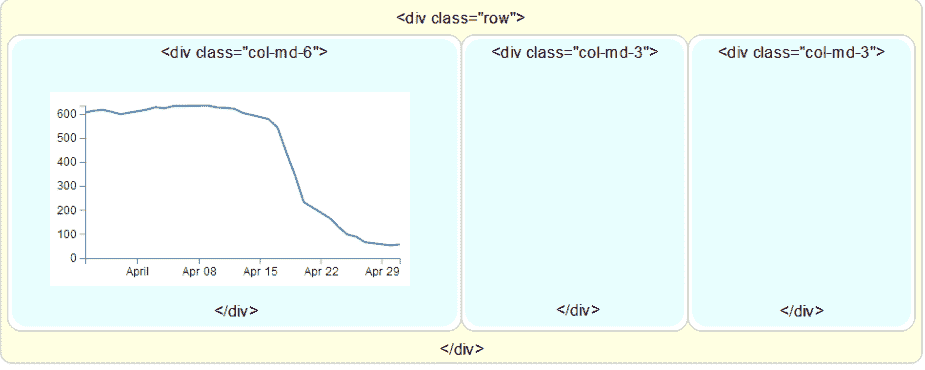 <div class="row">
<div class="col-md-6">
<div class="col-md-3">
<div class="col-md-3">
600
500
400
300
200
100
0
April Apr 08 Apr 15 Apr 22 Apr 29
</div>
</div>
</div>
</div>